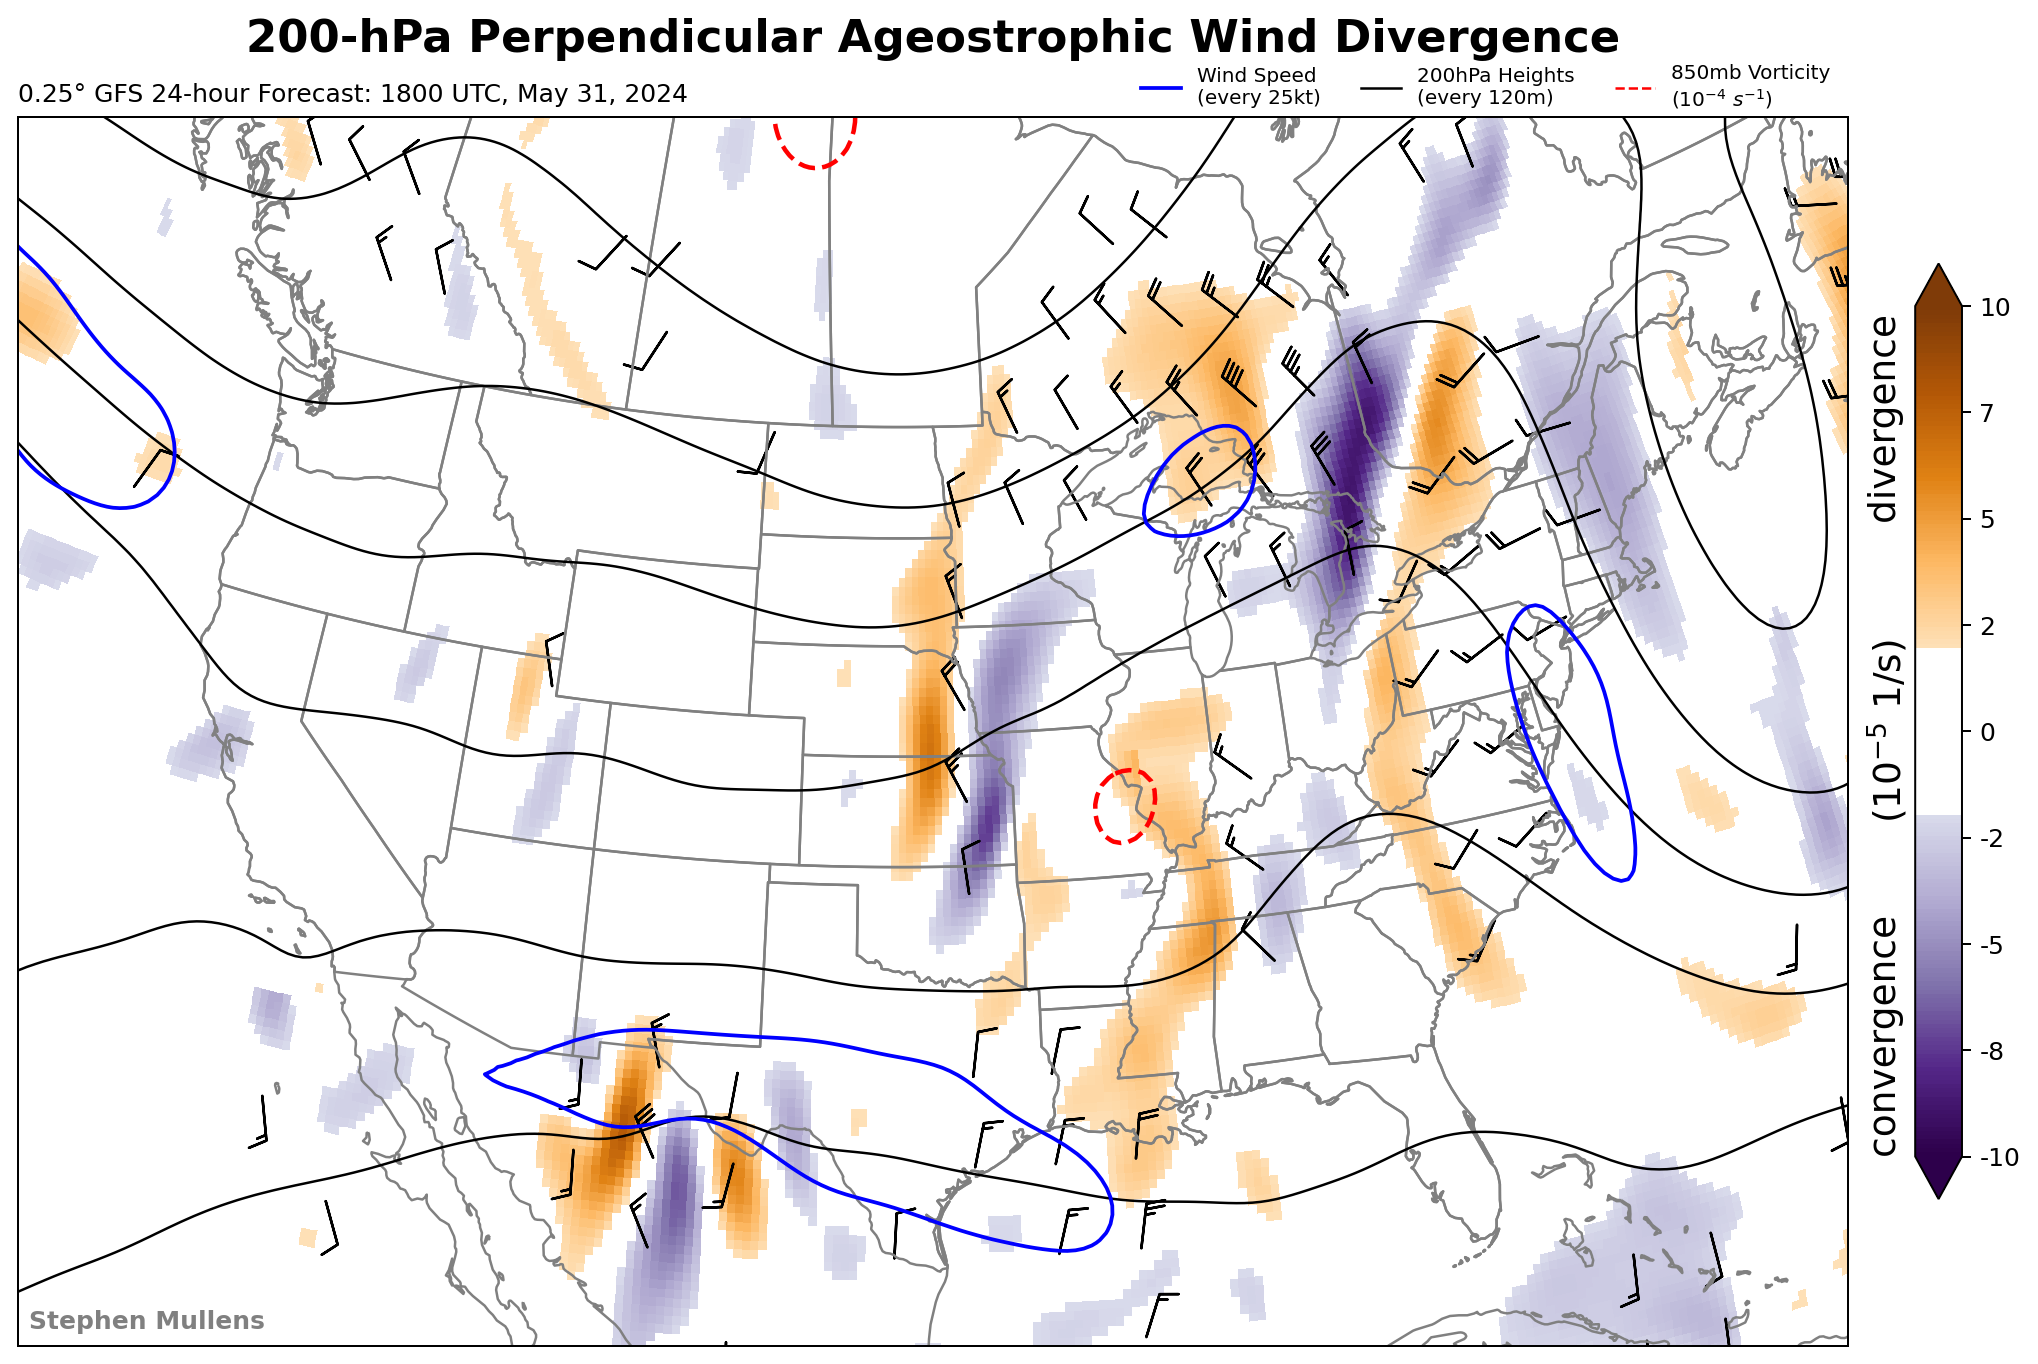 200-hPa Perpendicular Ageostrophic Wind Divergence
0.25° GFS 24-hour Forecast: 1800 UTC, May 31, 2024
Wind Speed
(every 25kt)
200hPa Heights
(every 120m)
850mb Vorticity
(10⁻⁴ s⁻¹)
10
7
5
2
0
-2
-5
-8
-10
convergence (10⁻⁵ 1/s) divergence
Stephen Mullens